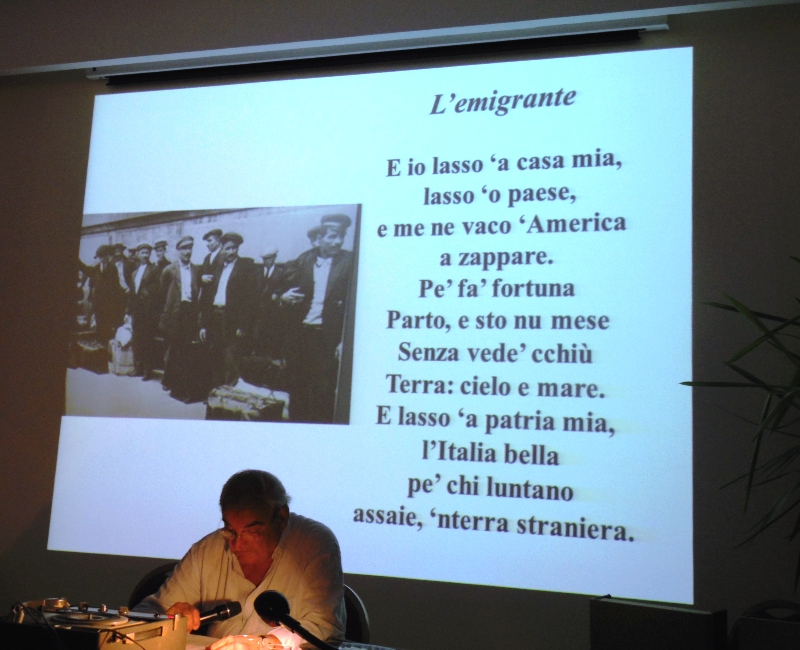 L'emigrante
E io lasso ‘a casa mia,
lasso ‘o paese,
e me ne vaco ‘America
a zappare.
Pe’ fa’ fortuna
Parto, e sto nu mese
Senza vede’ cchiù
Terra: cielo e mare.
E lasso ‘a patria mia,
l’Italia bella
pe’ chi luntano
assaie, ‘nterra straniera.